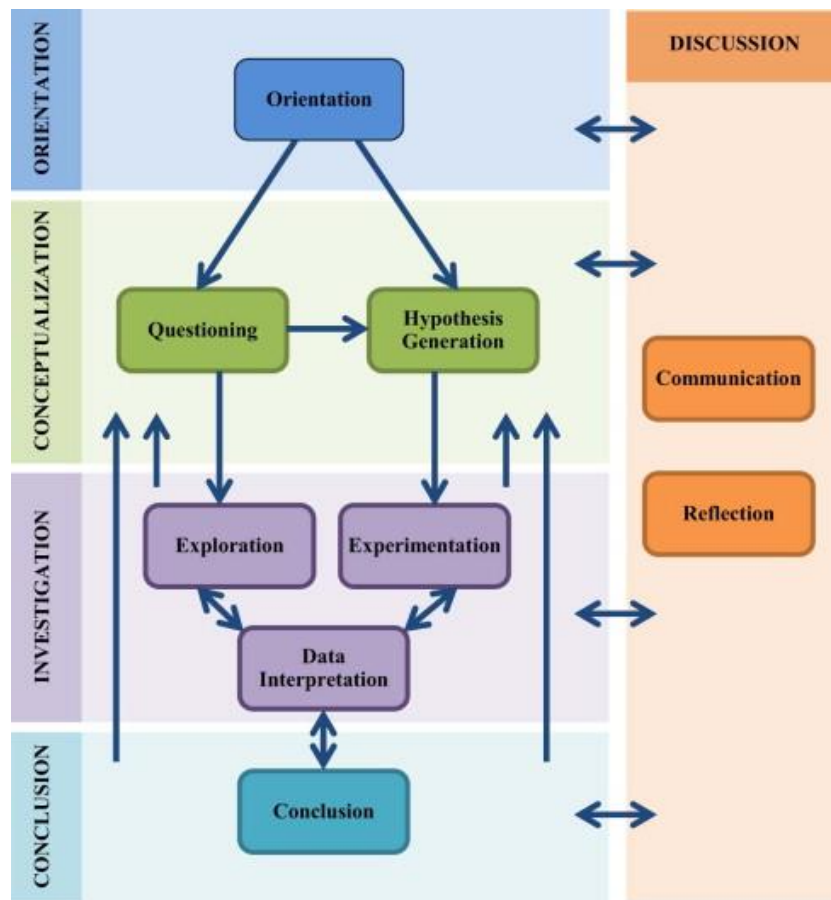 ORIENTATION
Orientation
CONCEPTUALIZATION
Questioning
Hypothesis
Generation
INVESTIGATION
Exploration
Experimentation
Data
Interpretation
CONCLUSION
Conclusion
DISCUSSION
Communication
Reflection